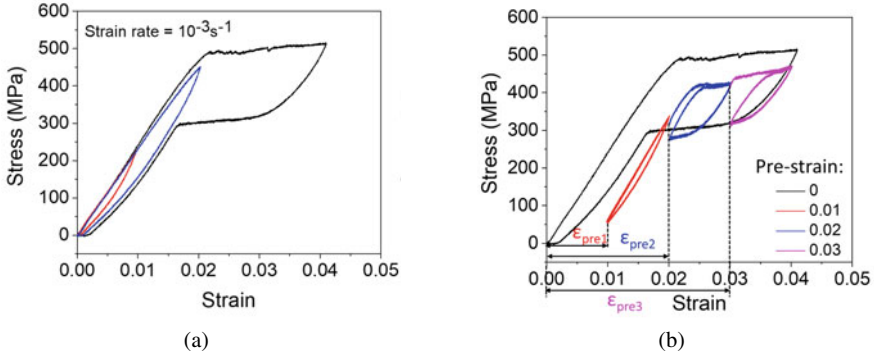 600
500
400
300
200
100
0
Stress (MPa)
Strain rate = 10⁻³s⁻¹
0.00 0.01 0.02 0.03 0.04 0.05
Strain
(a)
600
500
400
300
200
100
0
Stress (MPa)
Pre-strain:
0
0.01
0.02
0.03
εpre1
εpre2
εpre3
0.00 0.01 0.02 0.03 0.04 0.05
Strain
(b)